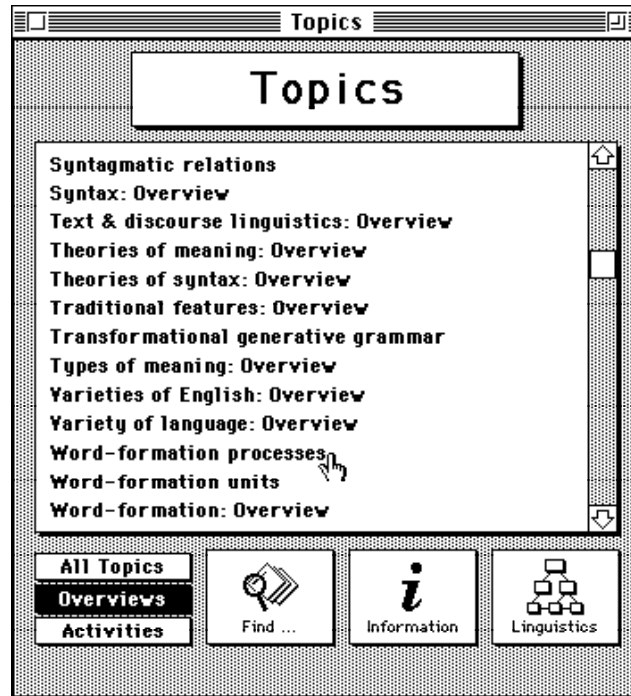 Topics
Topics
Syntagmatic relations
Syntax: Overview
Text & discourse linguistics: Overview
Theories of meaning: Overview
Theories of syntax: Overview
Traditional features: Overview
Transformational generative grammar
Types of meaning: Overview
Varieties of English: Overview
Variety of language: Overview
Word-formation processes
Word-formation units
Word-formation: Overview
All Topics
Overviews
Activities
Find ...
Information
Linguistics